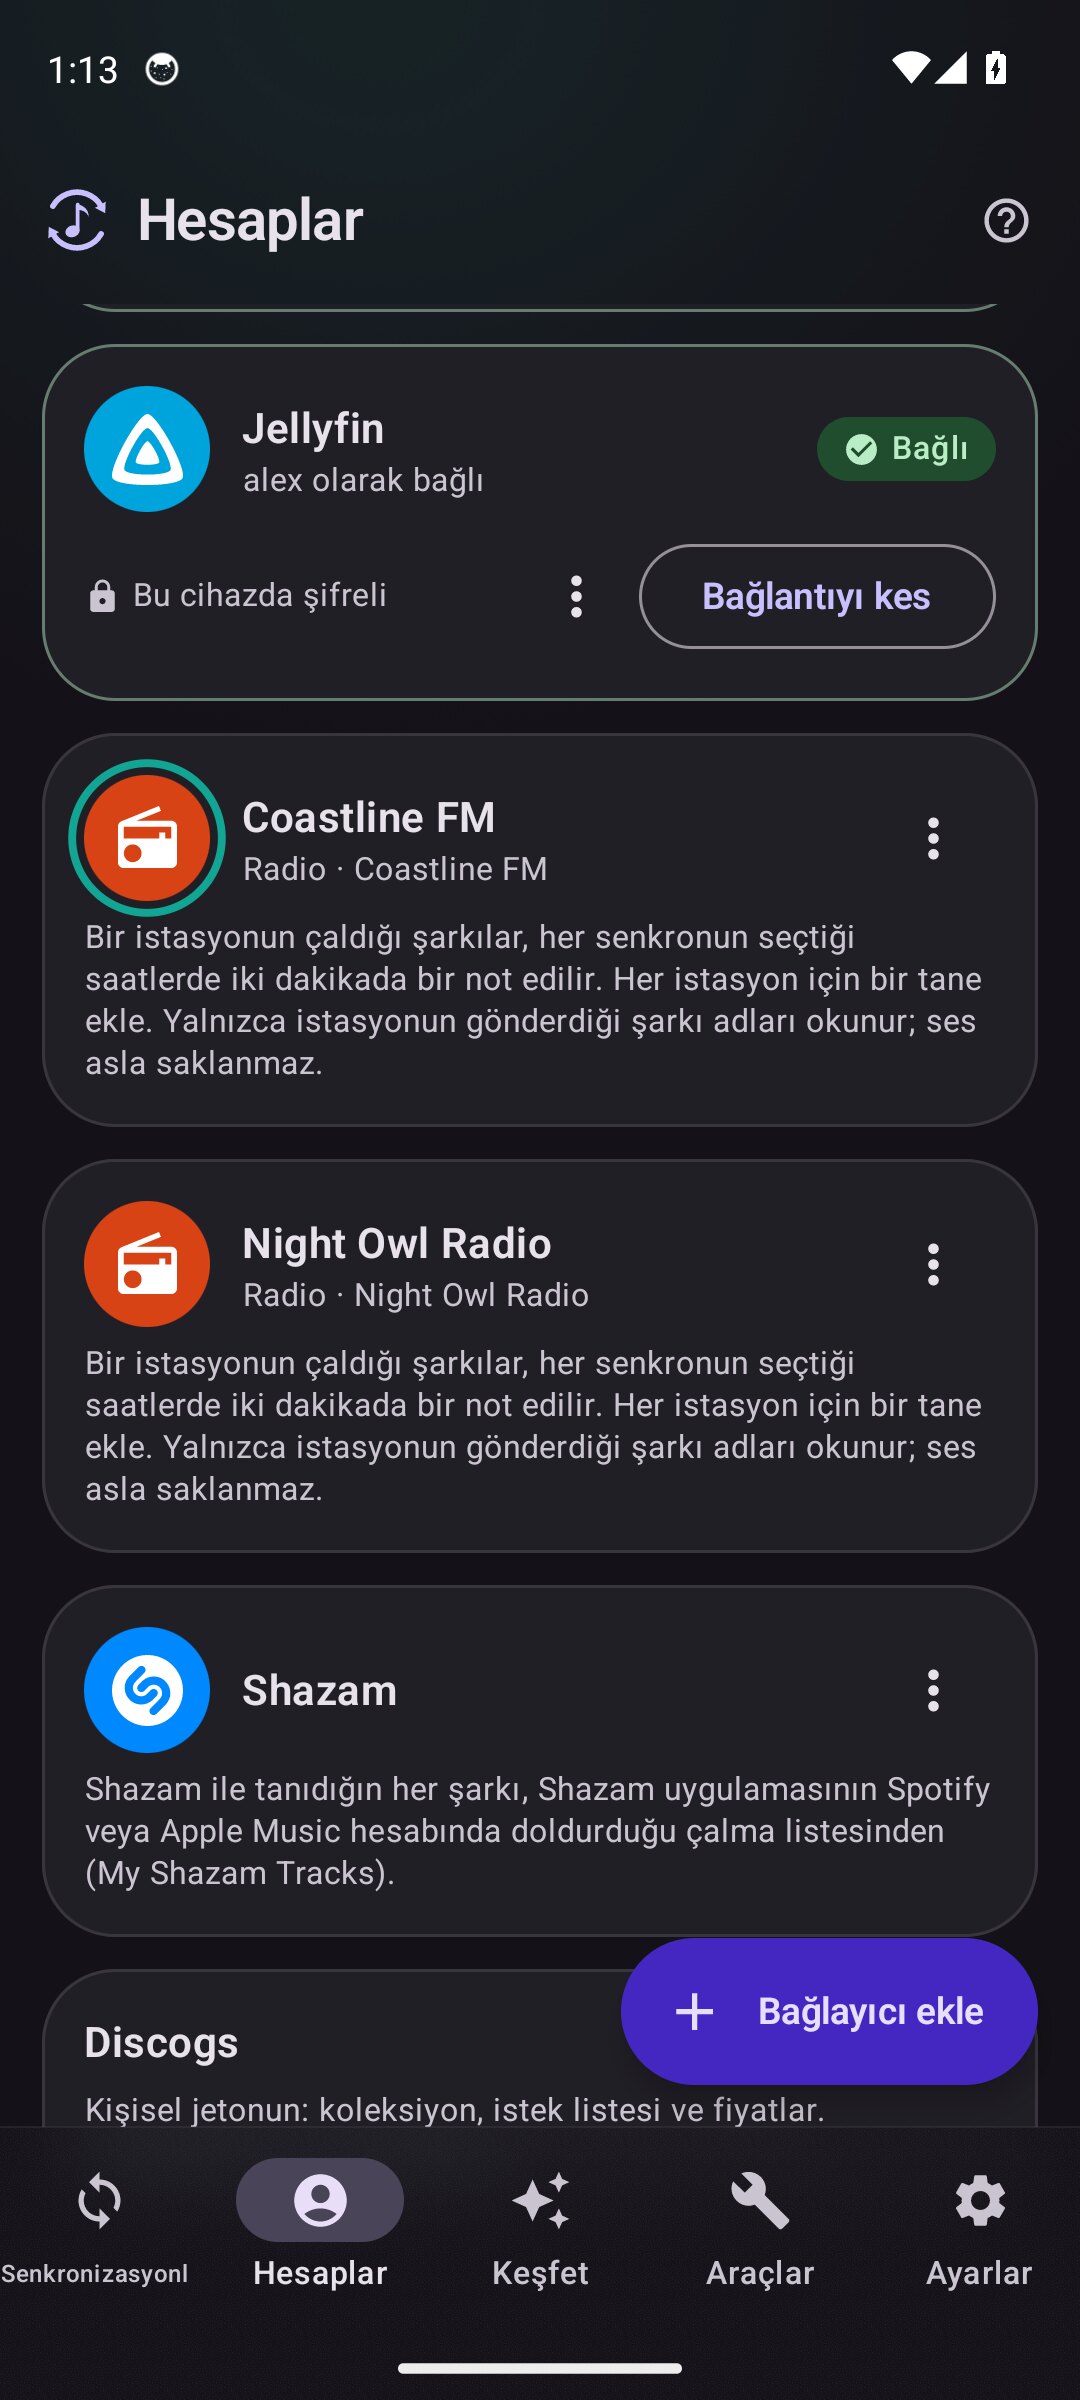 1:13
Hesaplar
Jellyfin
alex olarak bağlı
Bağlı
Bu cihazda şifreli
Bağlantıyı kes
Coastline FM
Radio · Coastline FM
Bir istasyonun çaldığı şarkılar, her senkronun seçtiği
saatlerde iki dakikada bir not edilir. Her istasyon için bir tane
ekle. Yalnızca istasyonun gönderdiği şarkı adları okunur; ses
asla saklanmaz.
Night Owl Radio
Radio · Night Owl Radio
Bir istasyonun çaldığı şarkılar, her senkronun seçtiği
saatlerde iki dakikada bir not edilir. Her istasyon için bir tane
ekle. Yalnızca istasyonun gönderdiği şarkı adları okunur; ses
asla saklanmaz.
Shazam
Shazam ile tanıdığın her şarkı, Shazam uygulamasının Spotify
veya Apple Music hesabında doldurduğu çalma listesinden
(My Shazam Tracks).
Bağlayıcı ekle
Discogs
Kişisel jetonun: koleksiyon, istek listesi ve fiyatlar.
Senkronizasyonl
Hesaplar
Keşfet
Araçlar
Ayarlar